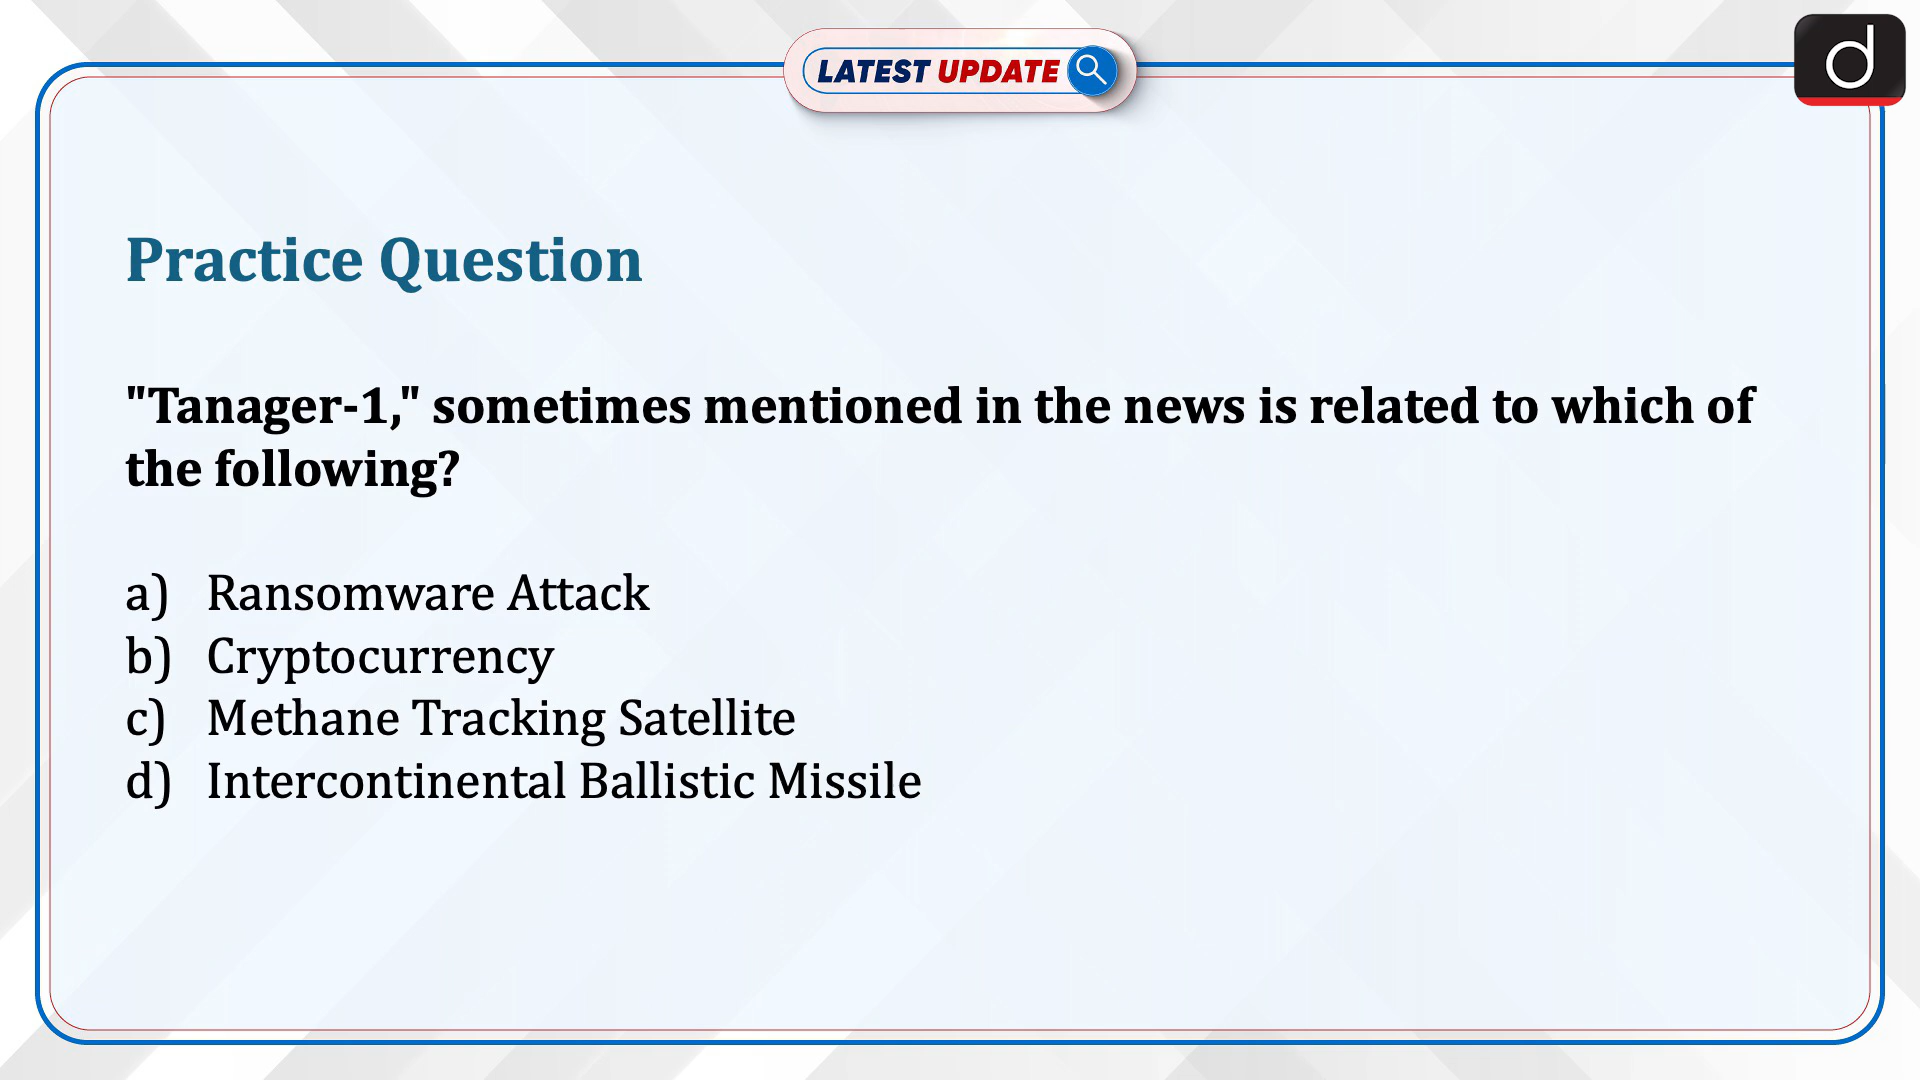 LATEST UPDATE
d
Practice Question
"Tanager-1," sometimes mentioned in the news is related to which of
the following?
a) Ransomware Attack
b) Cryptocurrency
c) Methane Tracking Satellite
d) Intercontinental Ballistic Missile